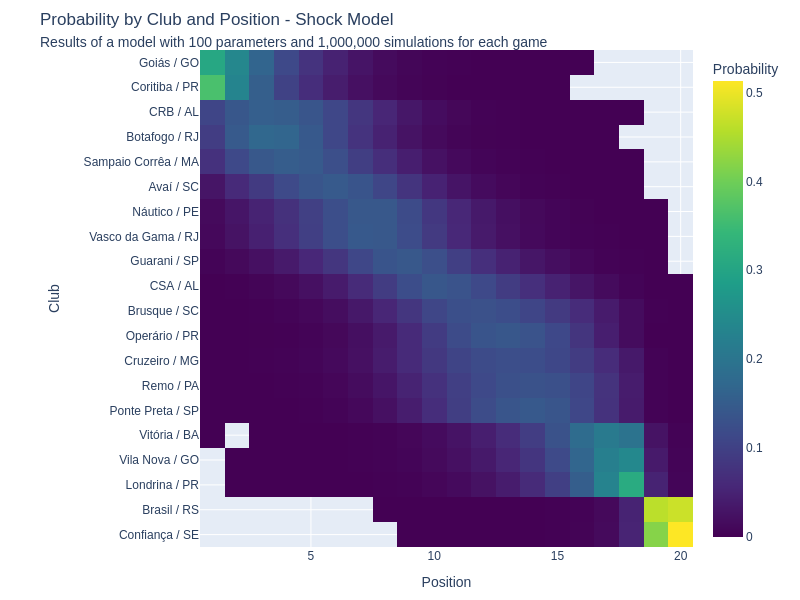 Probability by Club and Position - Shock Model
Results of a model with 100 parameters and 1,000,000 simulations for each game
Probability
Goiás / GO
Coritiba / PR
CRB / AL
Botafogo / RJ
Sampaio Corrêa / MA
Avaí / SC
Náutico / PE
Vasco da Gama / RJ
Guarani / SP
CSA / AL
Brusque / SC
Operário / PR
Cruzeiro / MG
Remo / PA
Ponte Preta / SP
Vitória / BA
Vila Nova / GO
Londrina / PR
Brasil / RS
Confiança / SE
Club
5
10
15
20
Position
0.5
0.4
0.3
0.2
0.1
0